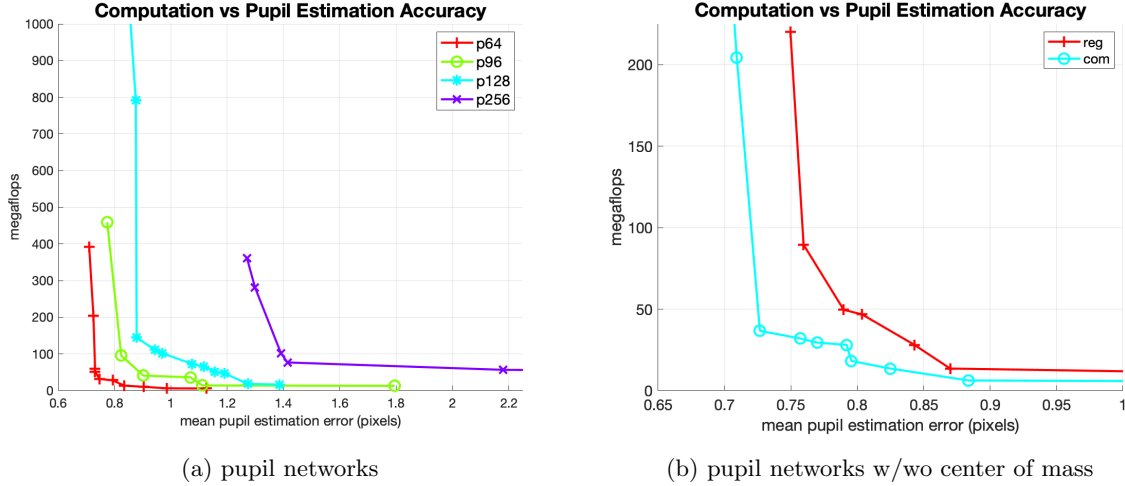 Computation vs Pupil Estimation Accuracy
1000
900
800
700
600
500
400
300
200
100
0
megaflops
p64
p96
p128
p256
0.6 0.8 1 1.2 1.4 1.6 1.8 2 2.2
mean pupil estimation error (pixels)
(a) pupil networks
Computation vs Pupil Estimation Accuracy
200
150
100
50
0
megaflops
reg
com
0.65 0.7 0.75 0.8 0.85 0.9 0.95 1
mean pupil estimation error (pixels)
(b) pupil networks w/wo center of mass